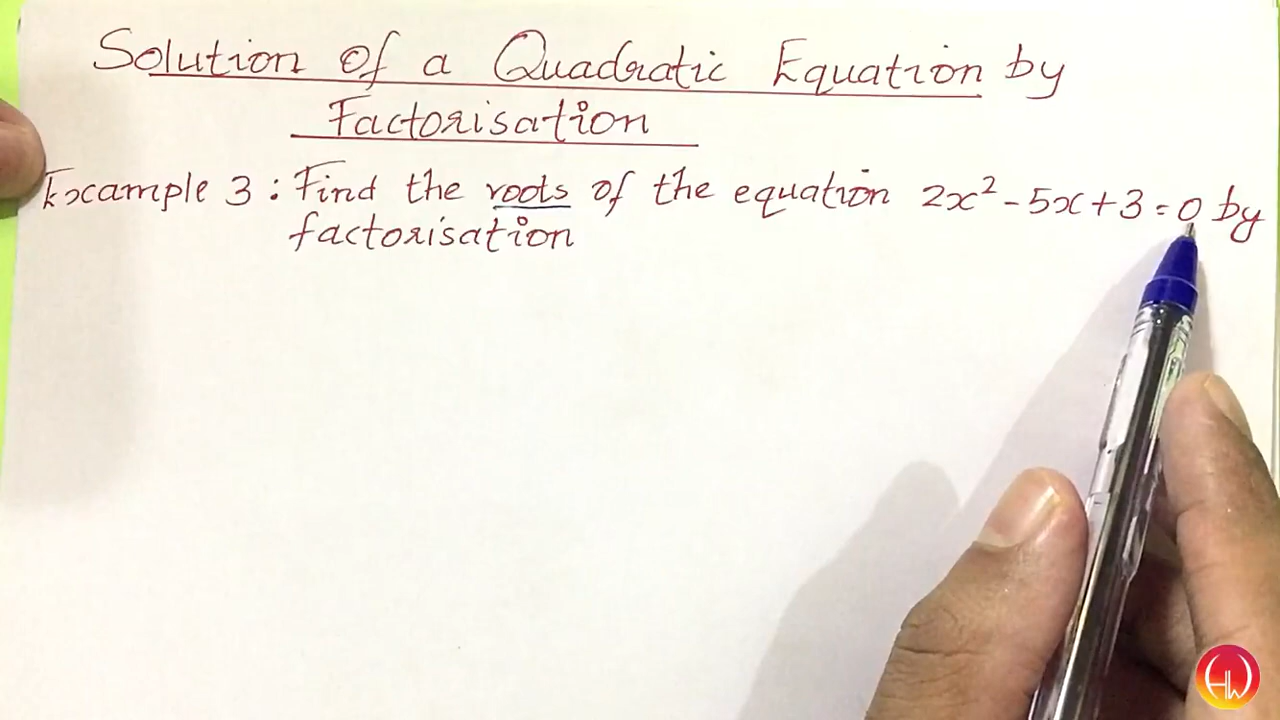 Solution of a Quadratic Equation by
Factorisation
Example 3 : Find the roots of the equation 2x² - 5x + 3 = 0 by
factorisation